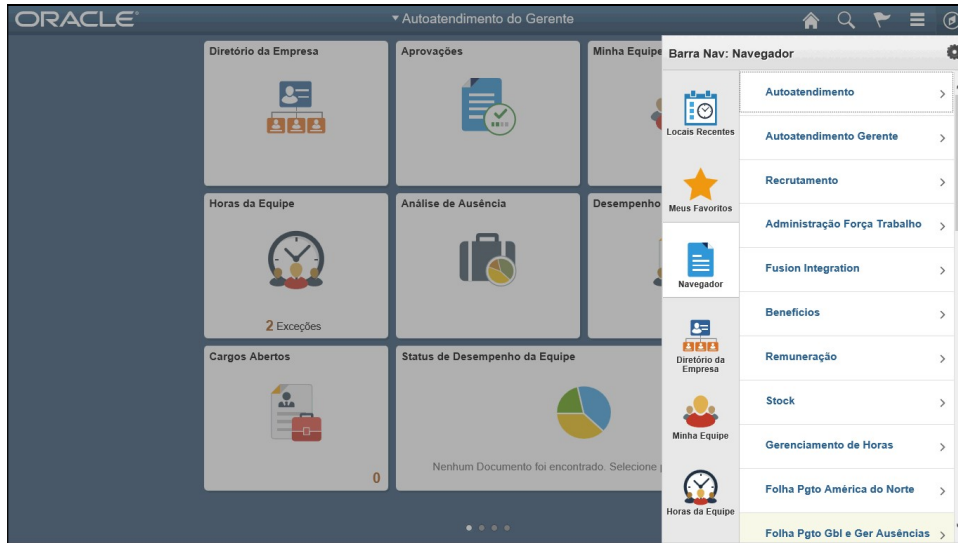 ORACLE
Autoatendimento do Gerente
Diretório da Empresa
Aprovações
Minha Equipe
Horas da Equipe
2 Exceções
Análise de Ausência
Desempenho
Cargos Abertos
0
Status de Desempenho da Equipe
Nenhum Documento foi encontrado. Selecione
Barra Nav: Navegador
Locais Recentes
Meus Favoritos
Navegador
Diretório da
Empresa
Minha Equipe
Horas da Equipe
Autoatendimento
Autoatendimento Gerente
Recrutamento
Administração Força Trabalho
Fusion Integration
Benefícios
Remuneração
Stock
Gerenciamento de Horas
Folha Pgto América do Norte
Folha Pgto Gbl e Ger Ausências